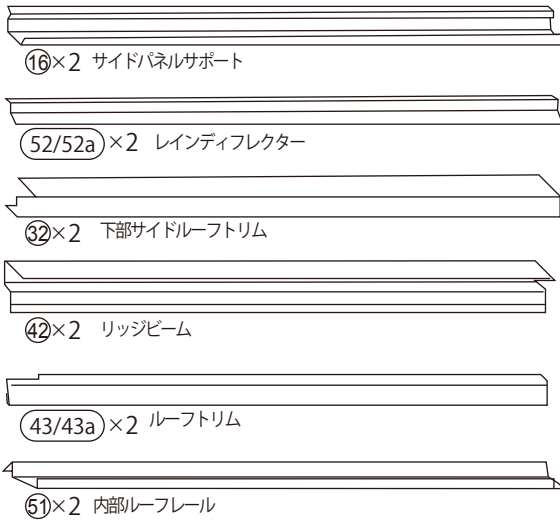 ⑯×2 サイドパネルサポート
52/52a×2 レインディフレクター
㉜×2 下部サイドルーフトリム
㊷×2 リッジビーム
43/43a×2 ルーフトリム
51×2 内部ルーフレール